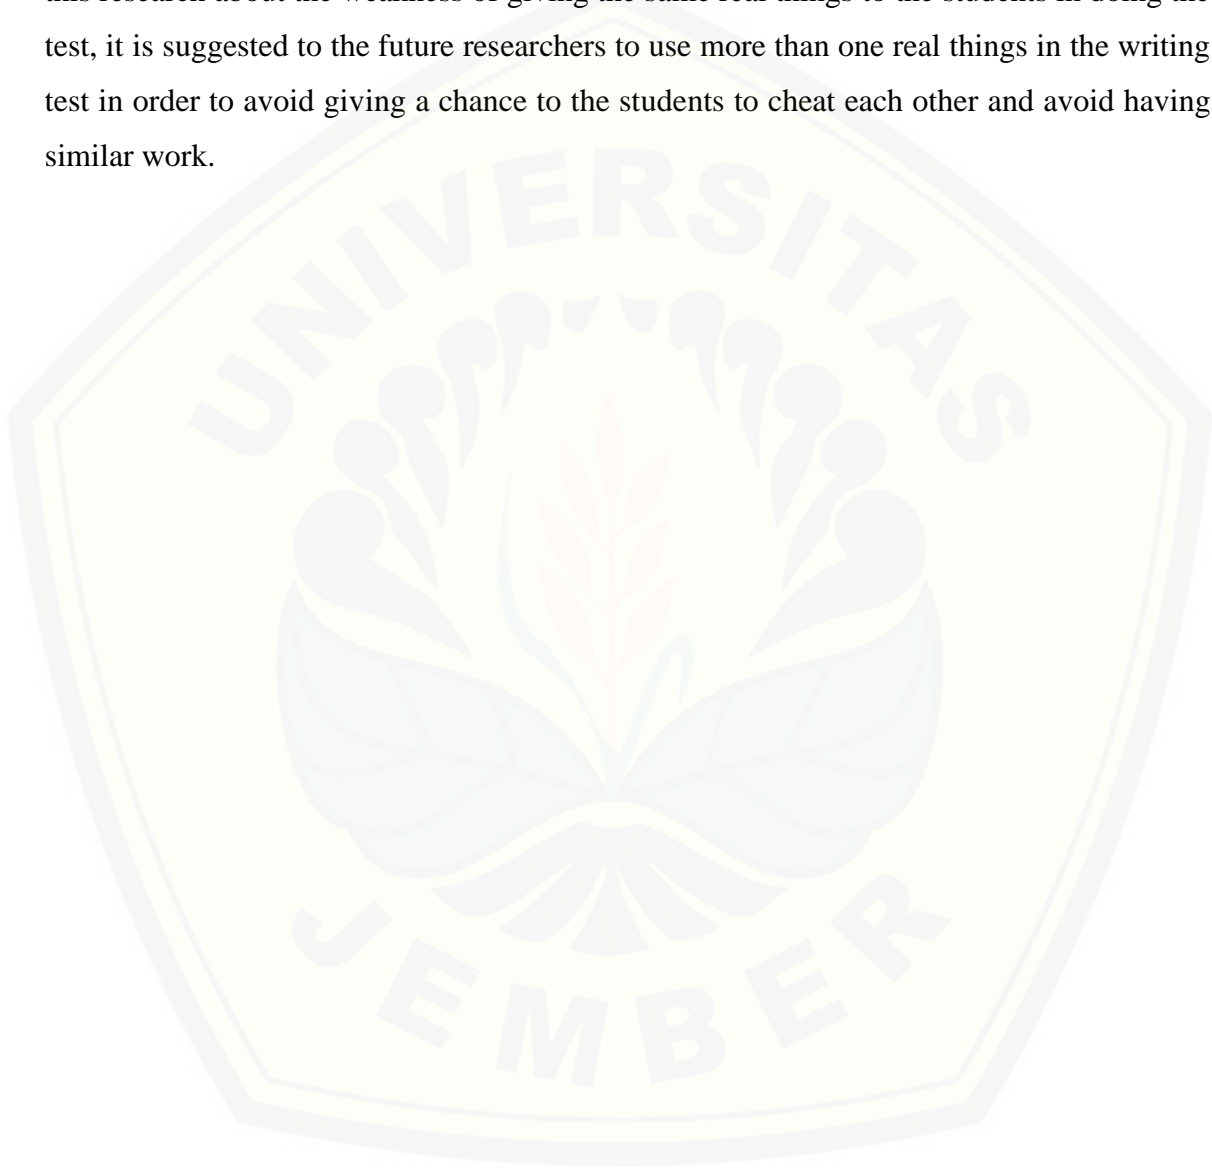 this research about the weakness of giving the same real things to the students in doing the
test, it is suggested to the future researchers to use more than one real things in the writing
test in order to avoid giving a chance to the students to cheat each other and avoid having
similar work.
UNIVERSITAS
JEMBER